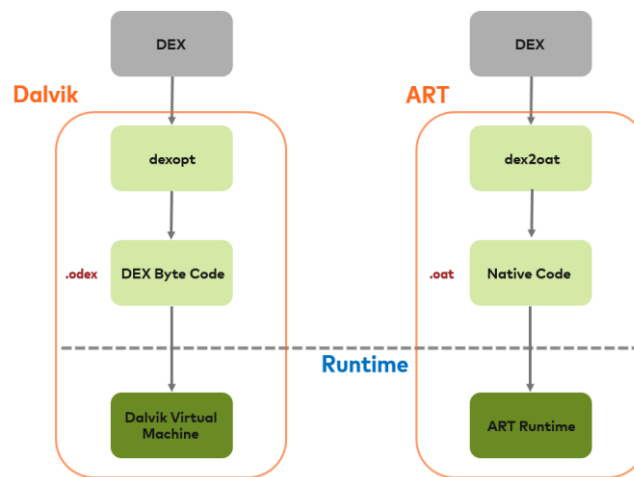 DEX
DEX
Dalvik
ART
dexopt
dex2oat
.odex
DEX Byte Code
.oat
Native Code
Runtime
Dalvik Virtual
Machine
ART Runtime